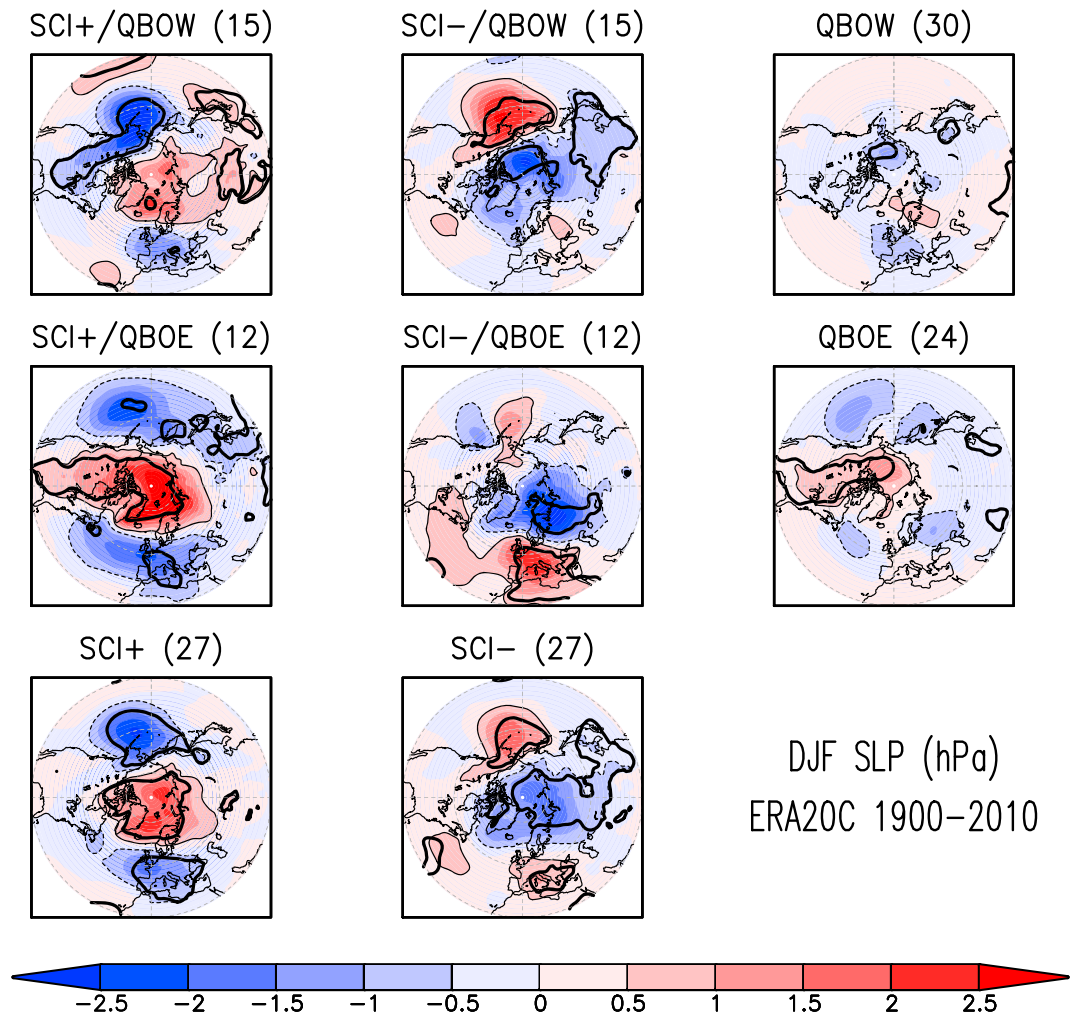 SCI+/QBOW (15)
SCI−/QBOW (15)
QBOW (30)
SCI+/QBOE (12)
SCI−/QBOE (12)
QBOE (24)
SCI+ (27)
SCI− (27)
DJF SLP (hPa)
ERA20C 1900−2010
−2.5 −2 −1.5 −1 −0.5 0 0.5 1 1.5 2 2.5